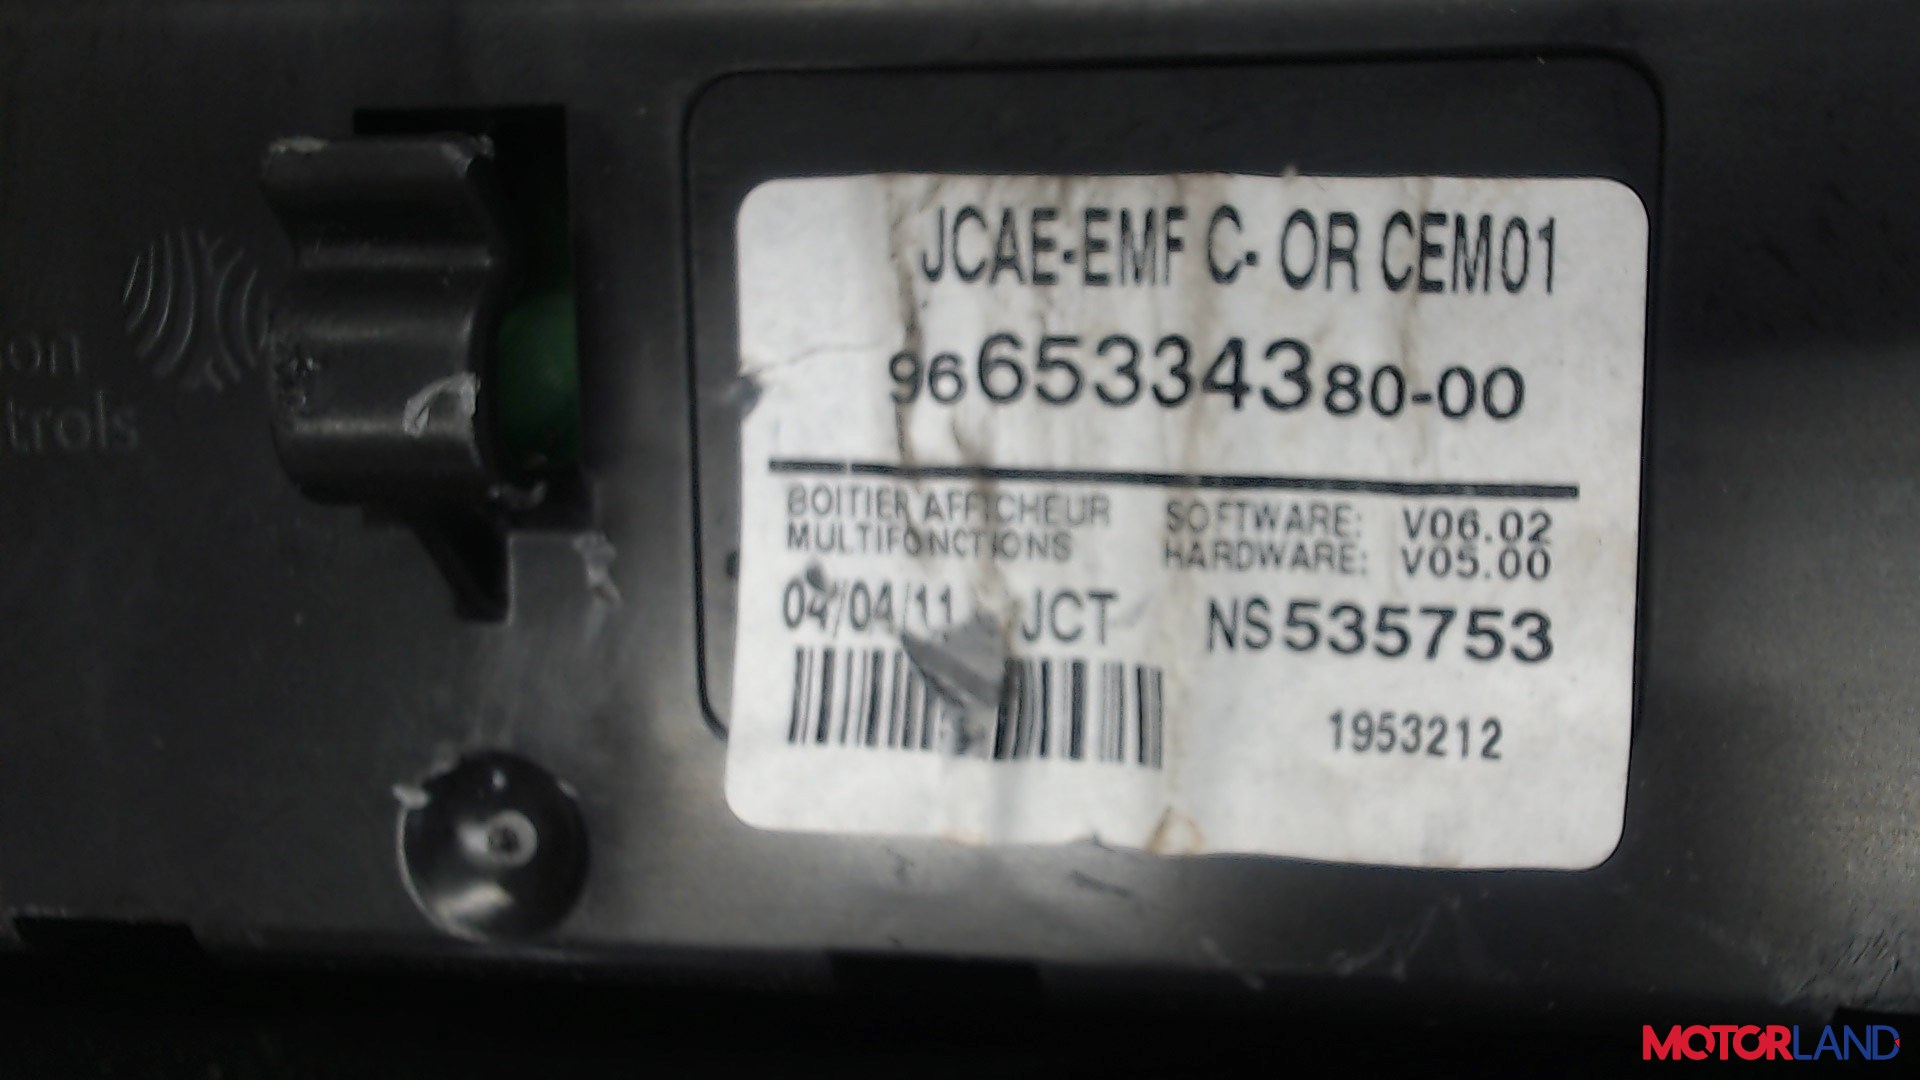 on
trols
JCAE-EMF C- OR CEM01
9665334380-00
BOITIER AFFICHEUR
MULTIFONCTIONS
SOFTWARE: V06.02
HARDWARE: V05.00
04/04/11 JCT NS535753
1953212
MOTORLAND